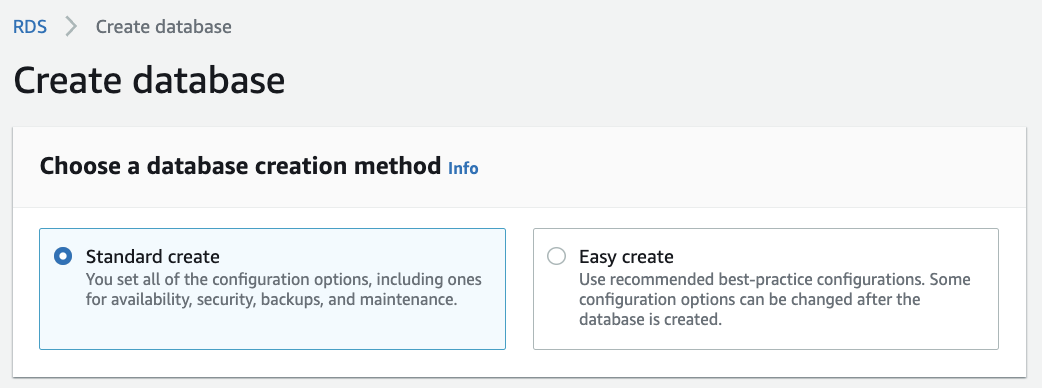 RDS > Create database
Create database
Choose a database creation method Info
Standard create
You set all of the configuration options, including ones
for availability, security, backups, and maintenance.
Easy create
Use recommended best-practice configurations. Some
configuration options can be changed after the
database is created.